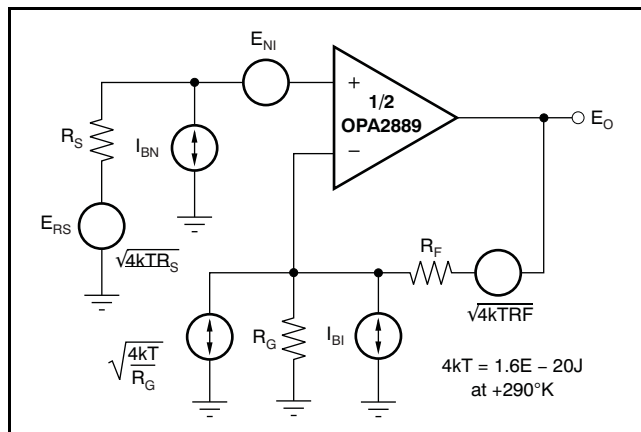 E_NI
+
1/2
OPA2889
−
E_O
R_S
I_BN
E_RS
√4kTR_S
R_F
√4kTRF
√4kT/R_G
R_G
I_BI
4kT = 1.6E − 20J
at +290°K